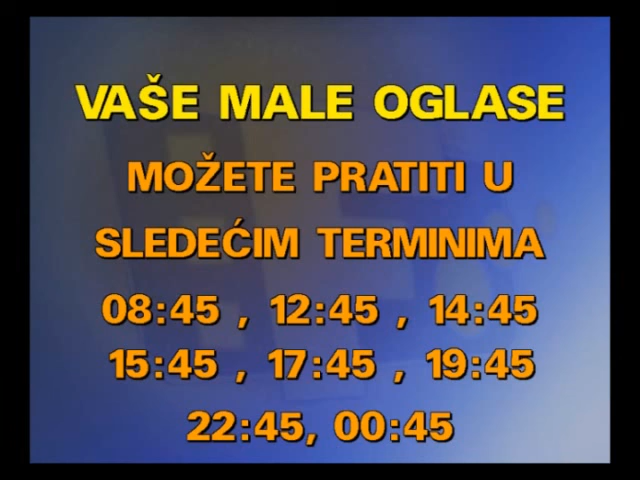 VAŠE MALE OGLASE
MOŽETE PRATITI U
SLEDEĆIM TERMINIMA
08:45 , 12:45 , 14:45
15:45 , 17:45 , 19:45
22:45, 00:45